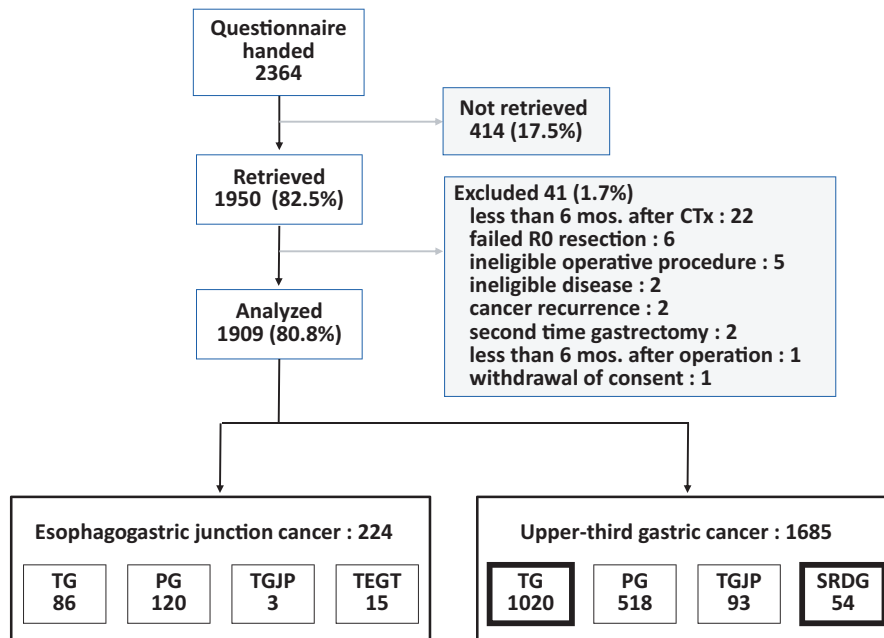 Questionnaire
handed
2364
Not retrieved
414 (17.5%)
Retrieved
1950 (82.5%)
Excluded 41 (1.7%)
less than 6 mos. after CTx : 22
failed R0 resection : 6
ineligible operative procedure : 5
ineligible disease : 2
cancer recurrence : 2
second time gastrectomy : 2
less than 6 mos. after operation : 1
withdrawal of consent : 1
Analyzed
1909 (80.8%)
Esophagogastric junction cancer : 224
TG
86
PG
120
TGJP
3
TEGT
15
Upper-third gastric cancer : 1685
TG
1020
PG
518
TGJP
93
SRDG
54